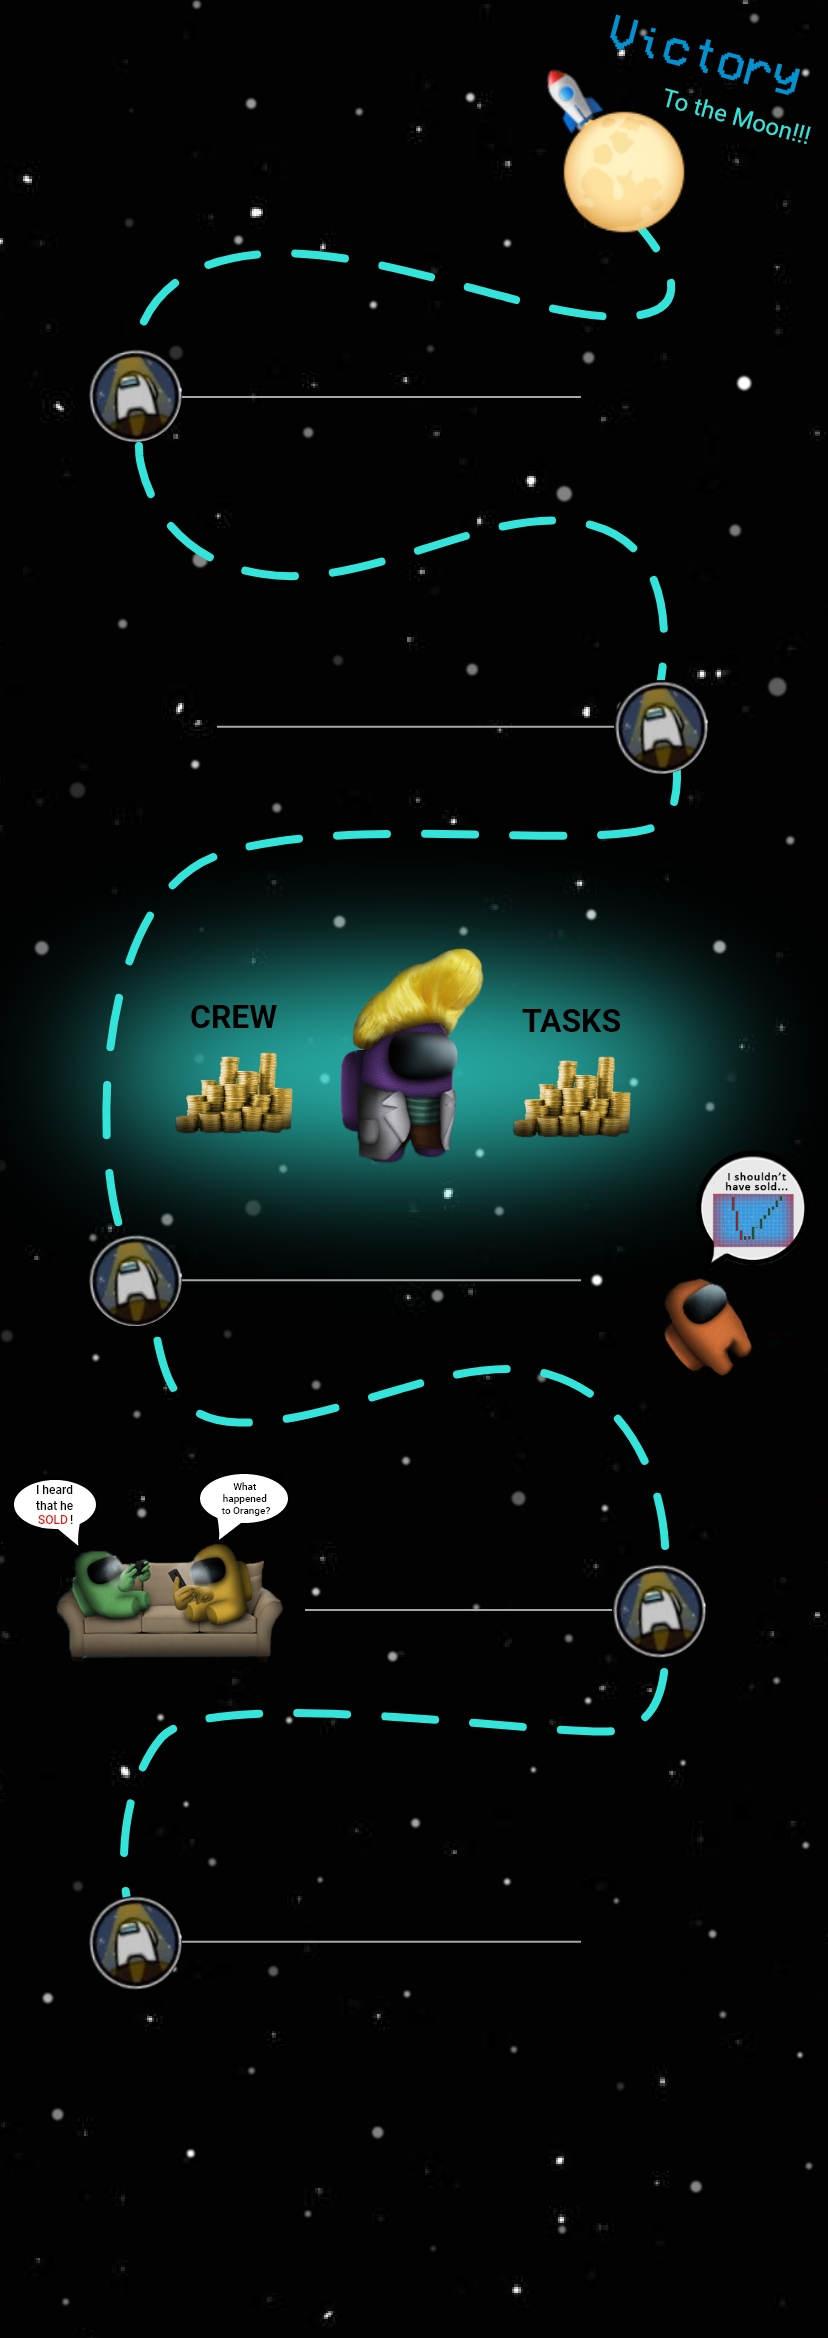 Victory
To the Moon!!!
CREW
TASKS
I shouldn't
have sold...
I heard
that he
SOLD !
What
happened
to Orange?